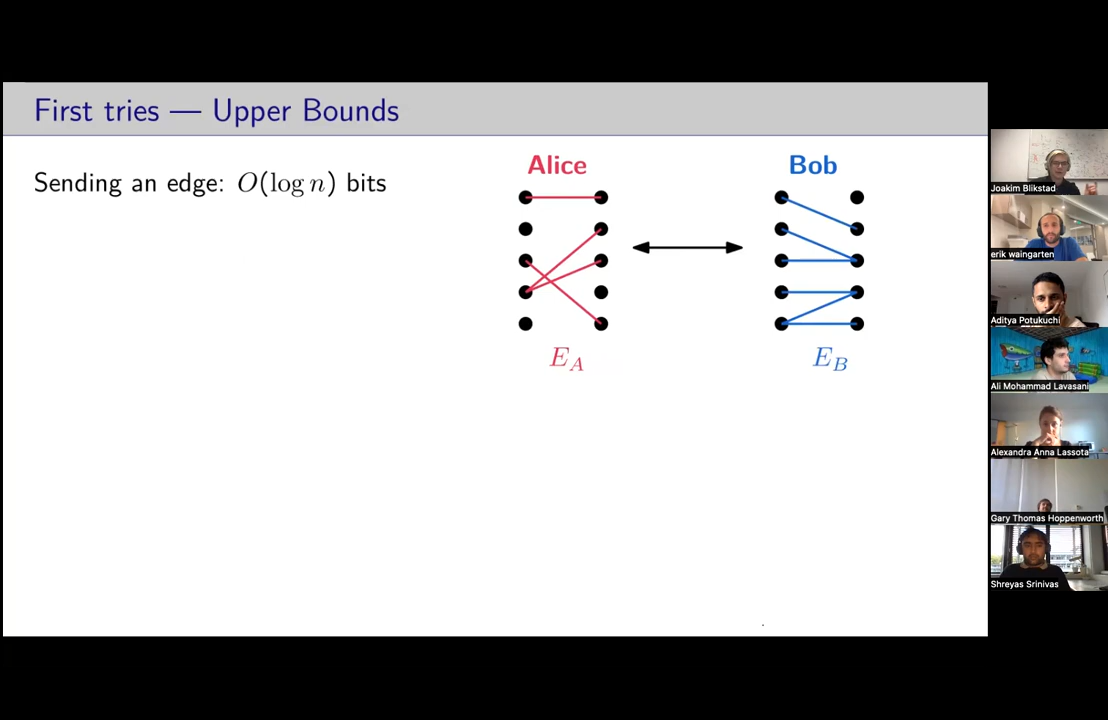 First tries — Upper Bounds
Sending an edge: O(log n) bits
Alice
Bob
E_A
E_B
Joakim Blikstad
erik waingarten
Aditya Potukuchi
Ali Mohammad Lavasani
Alexandra Anna Lassota
Gary Thomas Hoppenworth
Shreyas Srinivas